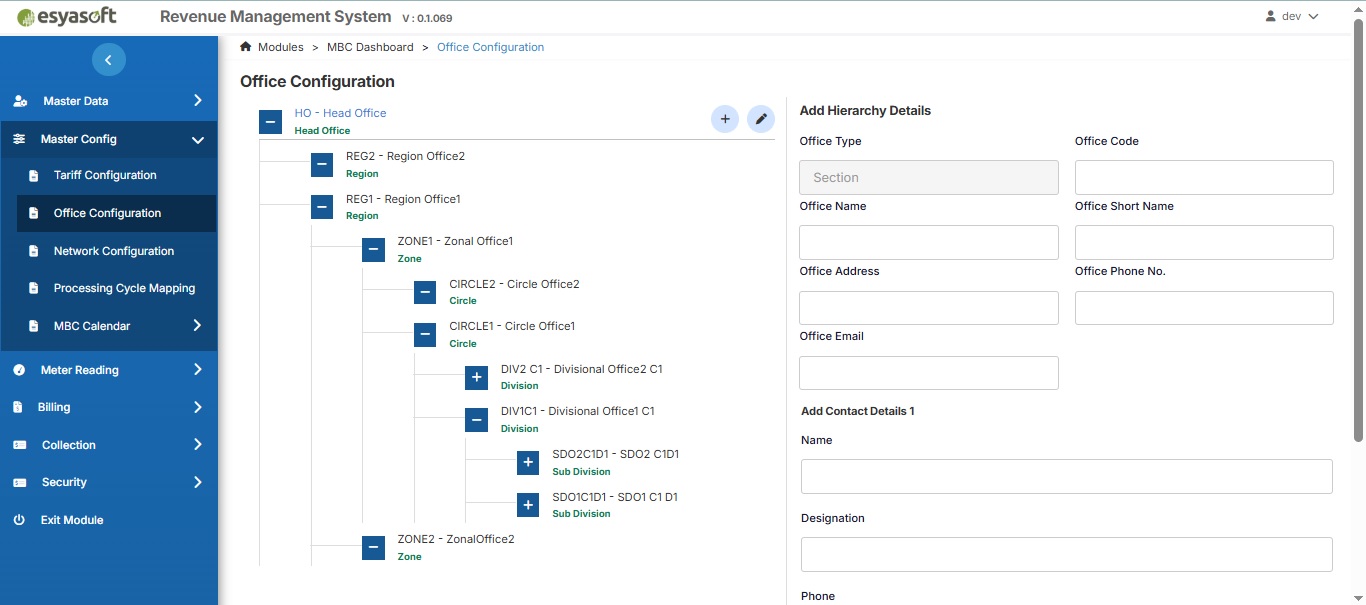 esyasoft
Revenue Management System V : 0.1.069
dev
Modules > MBC Dashboard > Office Configuration
Master Data
Master Config
Tariff Configuration
Office Configuration
Network Configuration
Processing Cycle Mapping
MBC Calendar
Meter Reading
Billing
Collection
Security
Exit Module
Office Configuration
HO - Head Office
Head Office
REG2 - Region Office2
Region
REG1 - Region Office1
Region
ZONE1 - Zonal Office1
Zone
CIRCLE2 - Circle Office2
Circle
CIRCLE1 - Circle Office1
Circle
DIV2 C1 - Divisional Office2 C1
Division
DIV1C1 - Divisional Office1 C1
Division
SDO2C1D1 - SDO2 C1D1
Sub Division
SDO1C1D1 - SDO1 C1 D1
Sub Division
ZONE2 - ZonalOffice2
Zone
Add Hierarchy Details
Office Type
Office Code
Section
Office Name
Office Short Name
Office Address
Office Phone No.
Office Email
Add Contact Details 1
Name
Designation
Phone